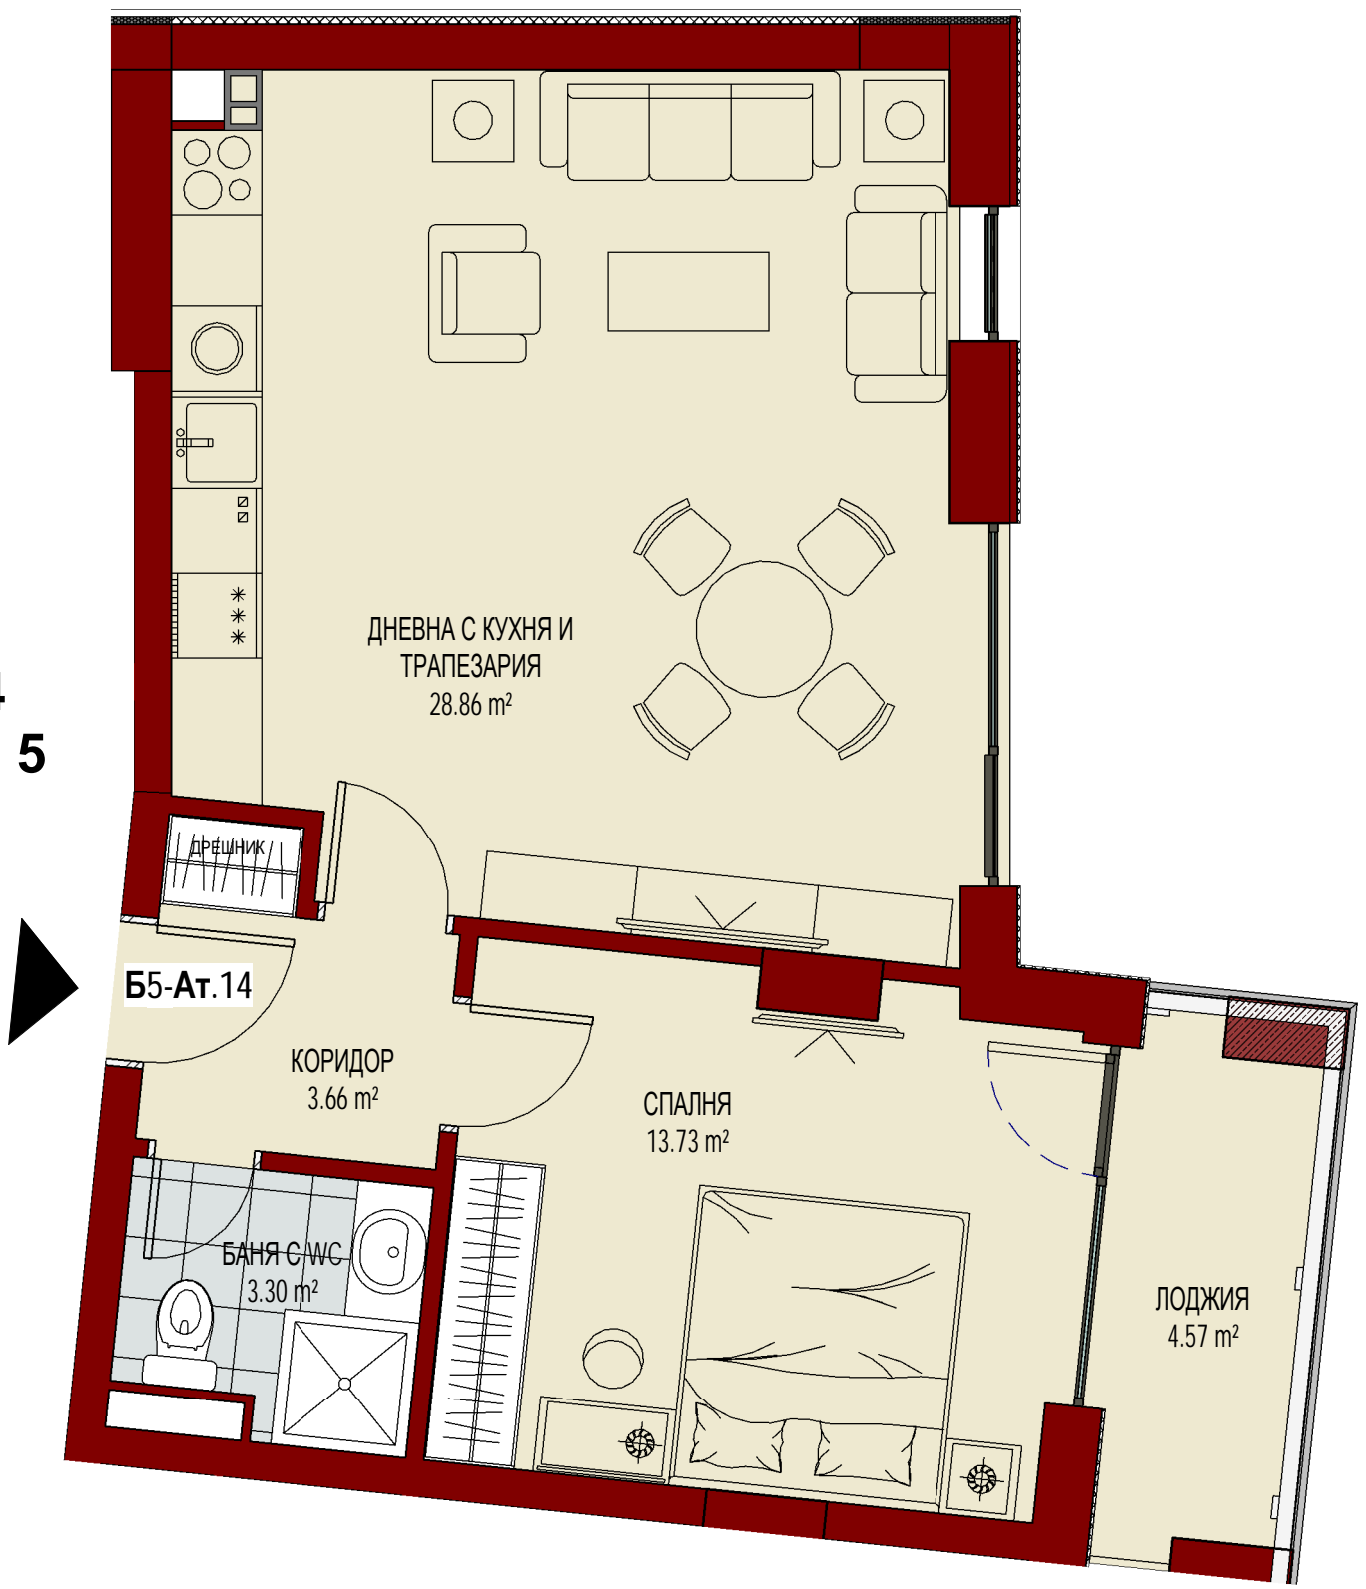 ДНЕВНА С КУХНЯ И
ТРАПЕЗАРИЯ
28.86 m²
5
ДРЕШНИК
Б5-Ат.14
КОРИДОР
3.66 m²
СПАЛНЯ
13.73 m²
БАНЯ С WC
3.30 m²
ЛОДЖИЯ
4.57 m²